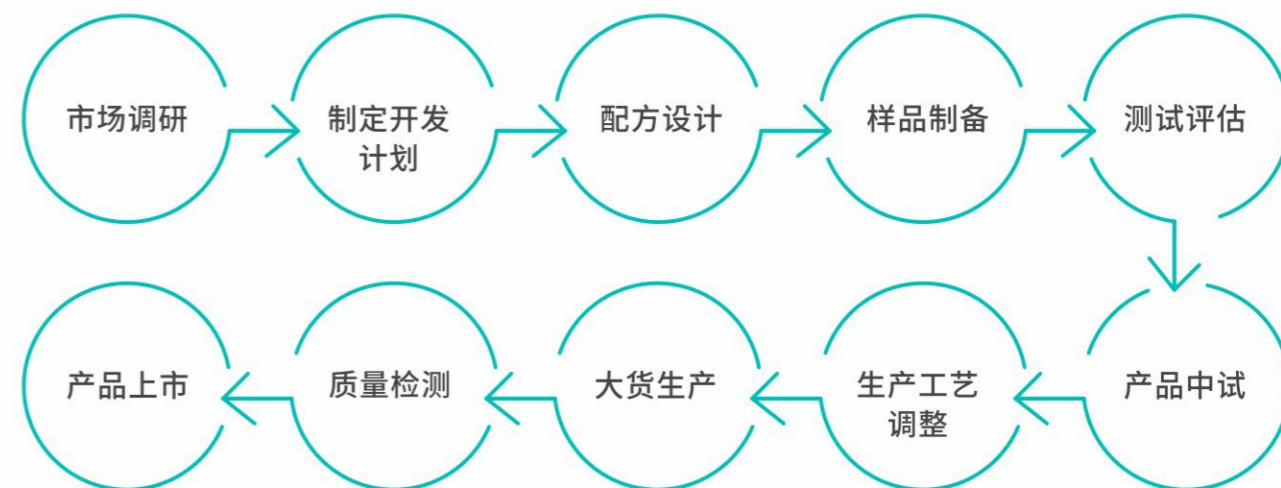 市场调研
制定开发
计划
配方设计
样品制备
测试评估
产品中试
生产工艺
调整
大货生产
质量检测
产品上市